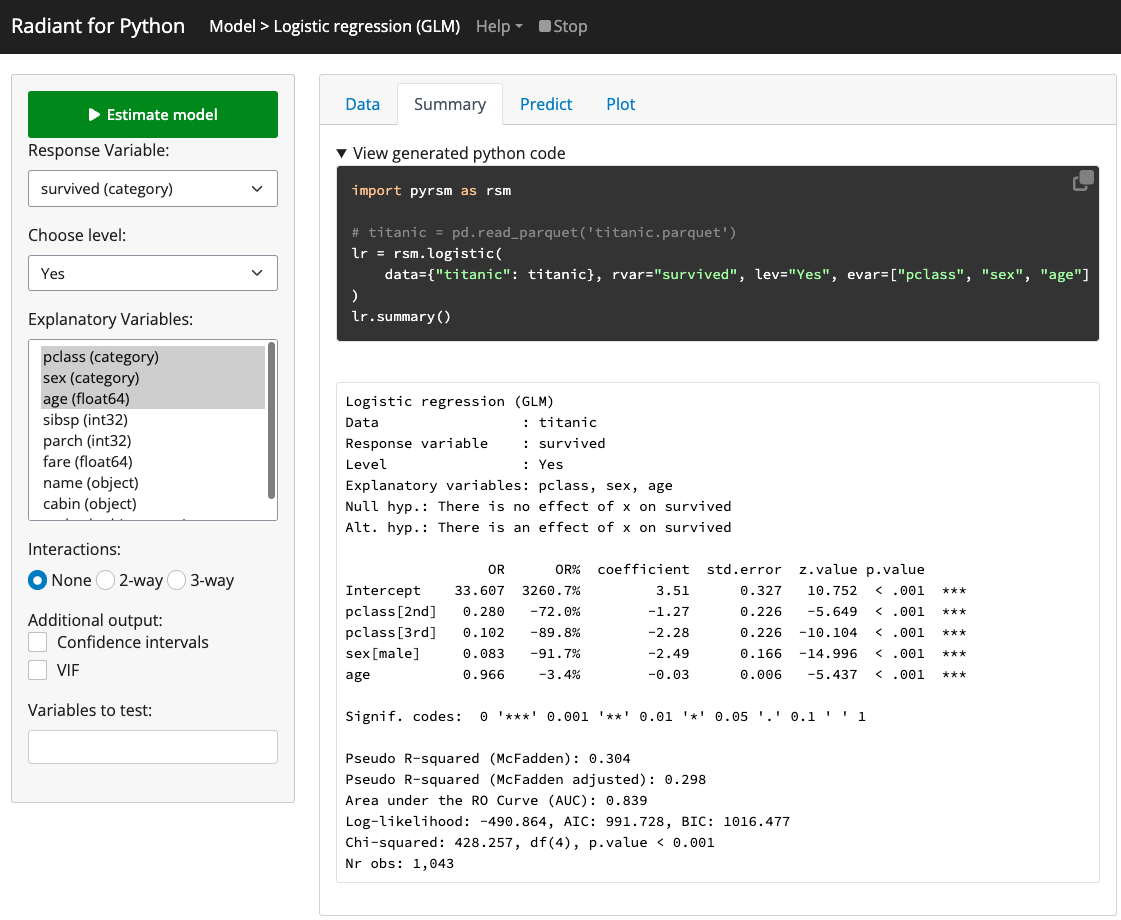 Radiant for Python Model > Logistic regression (GLM) Help Stop
Estimate model
Response Variable:
survived (category)
Choose level:
Yes
Explanatory Variables:
pclass (category)
sex (category)
age (float64)
sibsp (int32)
parch (int32)
fare (float64)
name (object)
cabin (object)
Interactions:
None 2-way 3-way
Additional output:
Confidence intervals
VIF
Variables to test:
Data Summary Predict Plot
▼ View generated python code
import pyrsm as rsm
# titanic = pd.read_parquet('titanic.parquet')
lr = rsm.logistic(
    data={"titanic": titanic}, rvar="survived", lev="Yes", evar=["pclass", "sex", "age"]
)
lr.summary()
Logistic regression (GLM)
Data                 : titanic
Response variable    : survived
Level                : Yes
Explanatory variables: pclass, sex, age
Null hyp.: There is no effect of x on survived
Alt. hyp.: There is an effect of x on survived
                 OR      OR%  coefficient  std.error  z.value p.value
Intercept    33.607  3260.7%         3.51      0.327   10.752  < .001  ***
pclass[2nd]   0.280   -72.0%        -1.27      0.226   -5.649  < .001  ***
pclass[3rd]   0.102   -89.8%        -2.28      0.226  -10.104  < .001  ***
sex[male]     0.083   -91.7%        -2.49      0.166  -14.996  < .001  ***
age           0.966    -3.4%        -0.03      0.006   -5.437  < .001  ***
Signif. codes:  0 '***' 0.001 '**' 0.01 '*' 0.05 '.' 0.1 ' ' 1
Pseudo R-squared (McFadden): 0.304
Pseudo R-squared (McFadden adjusted): 0.298
Area under the RO Curve (AUC): 0.839
Log-likelihood: -490.864, AIC: 991.728, BIC: 1016.477
Chi-squared: 428.257, df(4), p.value < 0.001
Nr obs: 1,043